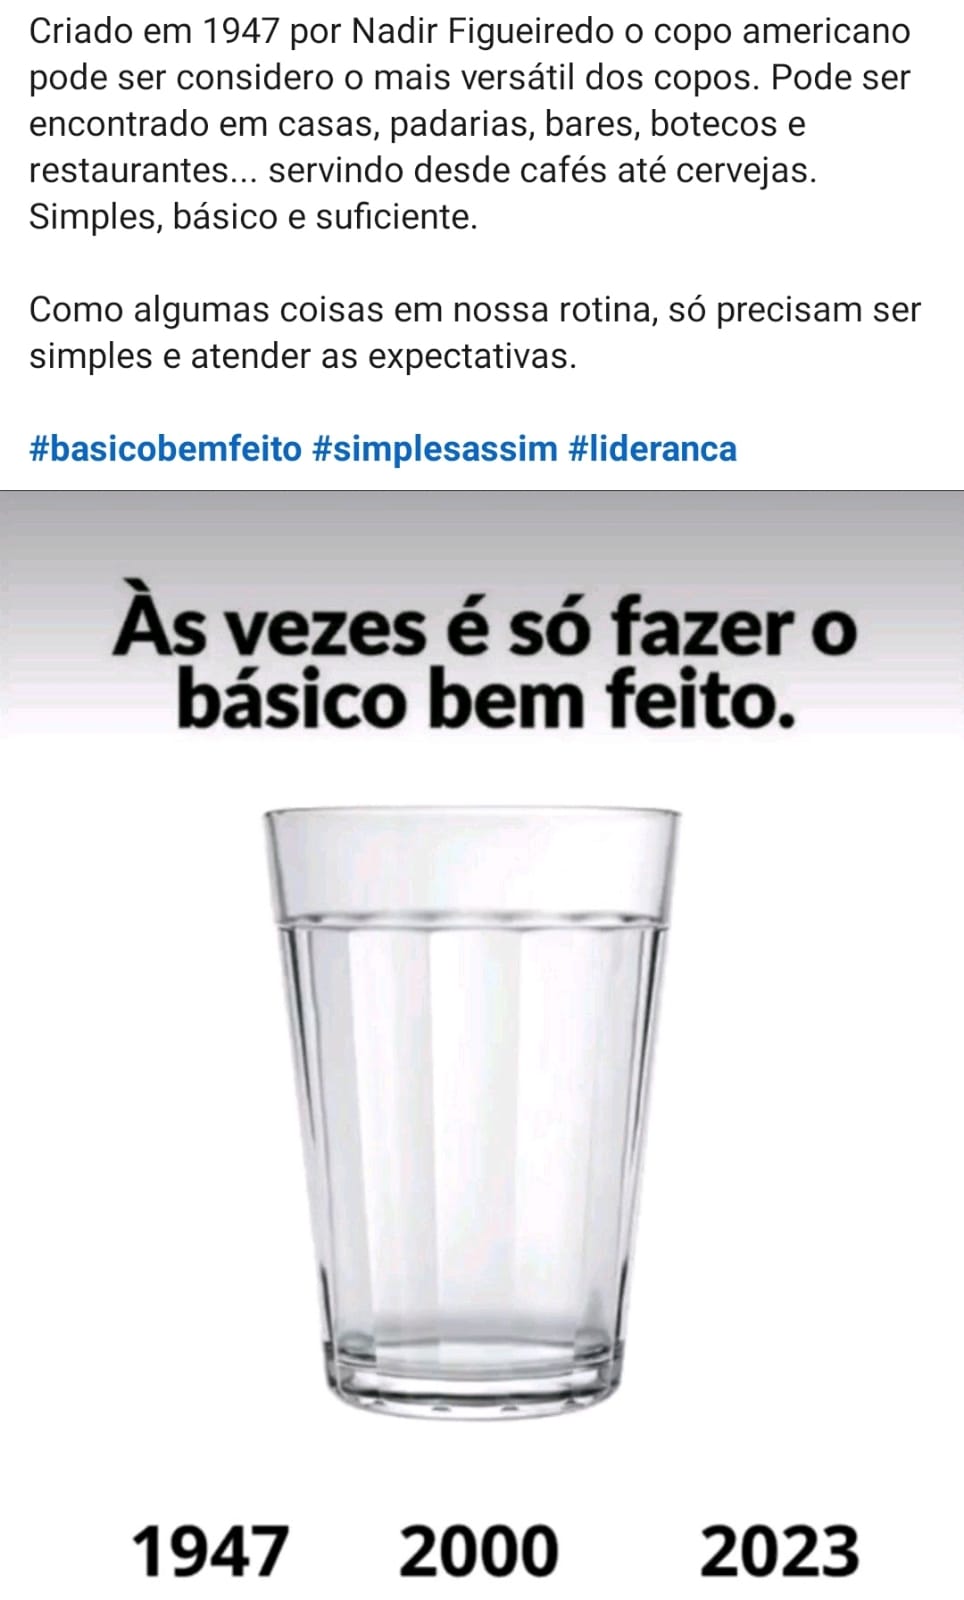 Criado em 1947 por Nadir Figueiredo o copo americano
pode ser considero o mais versátil dos copos. Pode ser
encontrado em casas, padarias, bares, botecos e
restaurantes... servindo desde cafés até cervejas.
Simples, básico e suficiente.
Como algumas coisas em nossa rotina, só precisam ser
simples e atender as expectativas.
#basicobemfeito #simplesassim #lideranca
Às vezes é só fazer o
básico bem feito.
1947 2000 2023